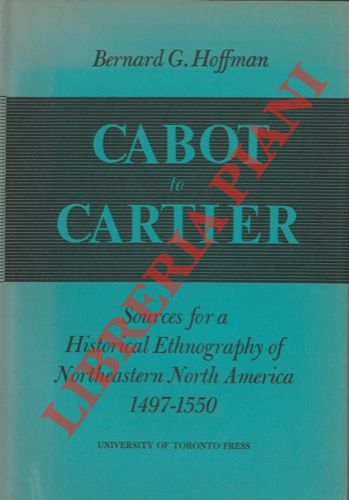 Bernard G. Hoffman
CABOT
to
CARTIER
Sources for a
Historical Ethnography of
Northeastern North America
1497-1550
UNIVERSITY OF TORONTO PRESS
LIBRERIA PIANI